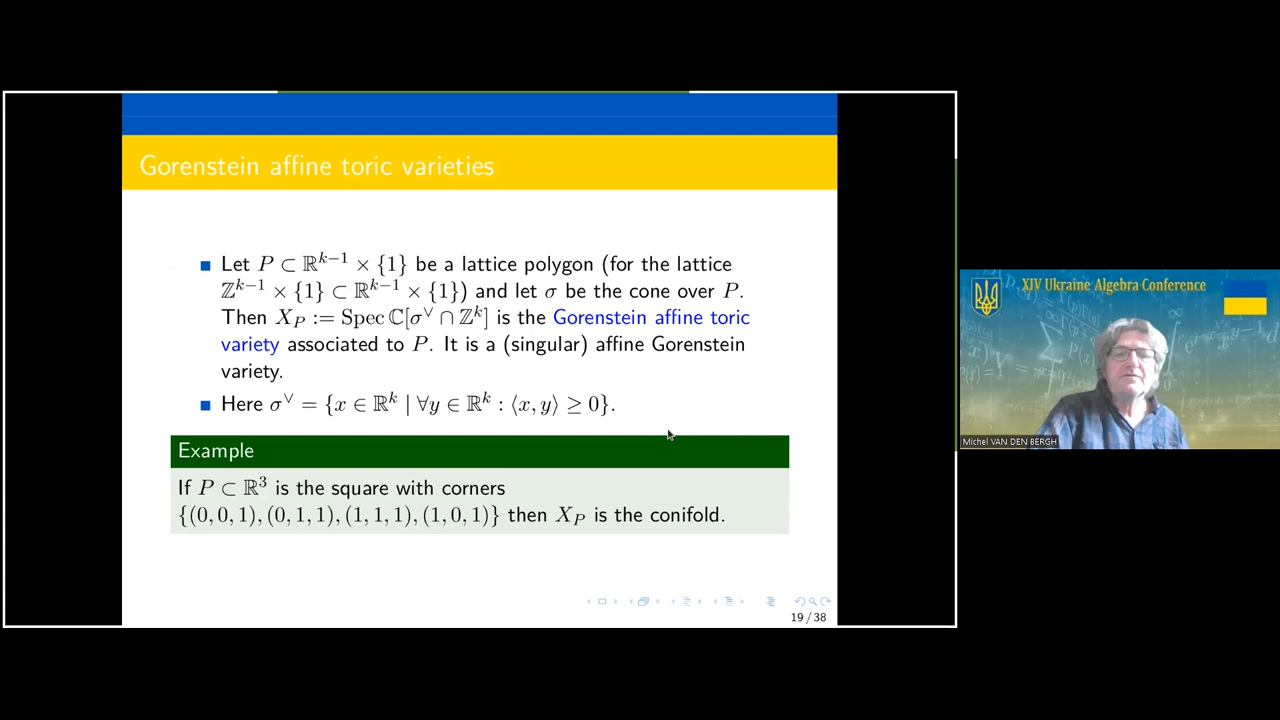 Gorenstein affine toric varieties
■ Let P ⊂ ℝ^{k−1} × {1} be a lattice polygon (for the lattice
ℤ^{k−1} × {1} ⊂ ℝ^{k−1} × {1}) and let σ be the cone over P.
Then X_P := Spec ℂ[σ^∨ ∩ ℤ^k] is the Gorenstein affine toric
variety associated to P. It is a (singular) affine Gorenstein
variety.
■ Here σ^∨ = {x ∈ ℝ^k | ∀y ∈ ℝ^k : ⟨x, y⟩ ≥ 0}.
Example
If P ⊂ ℝ^3 is the square with corners
{(0, 0, 1), (0, 1, 1), (1, 1, 1), (1, 0, 1)} then X_P is the conifold.
19 / 38
XIV Ukraine Algebra Conference
Michel VAN DEN BERGH